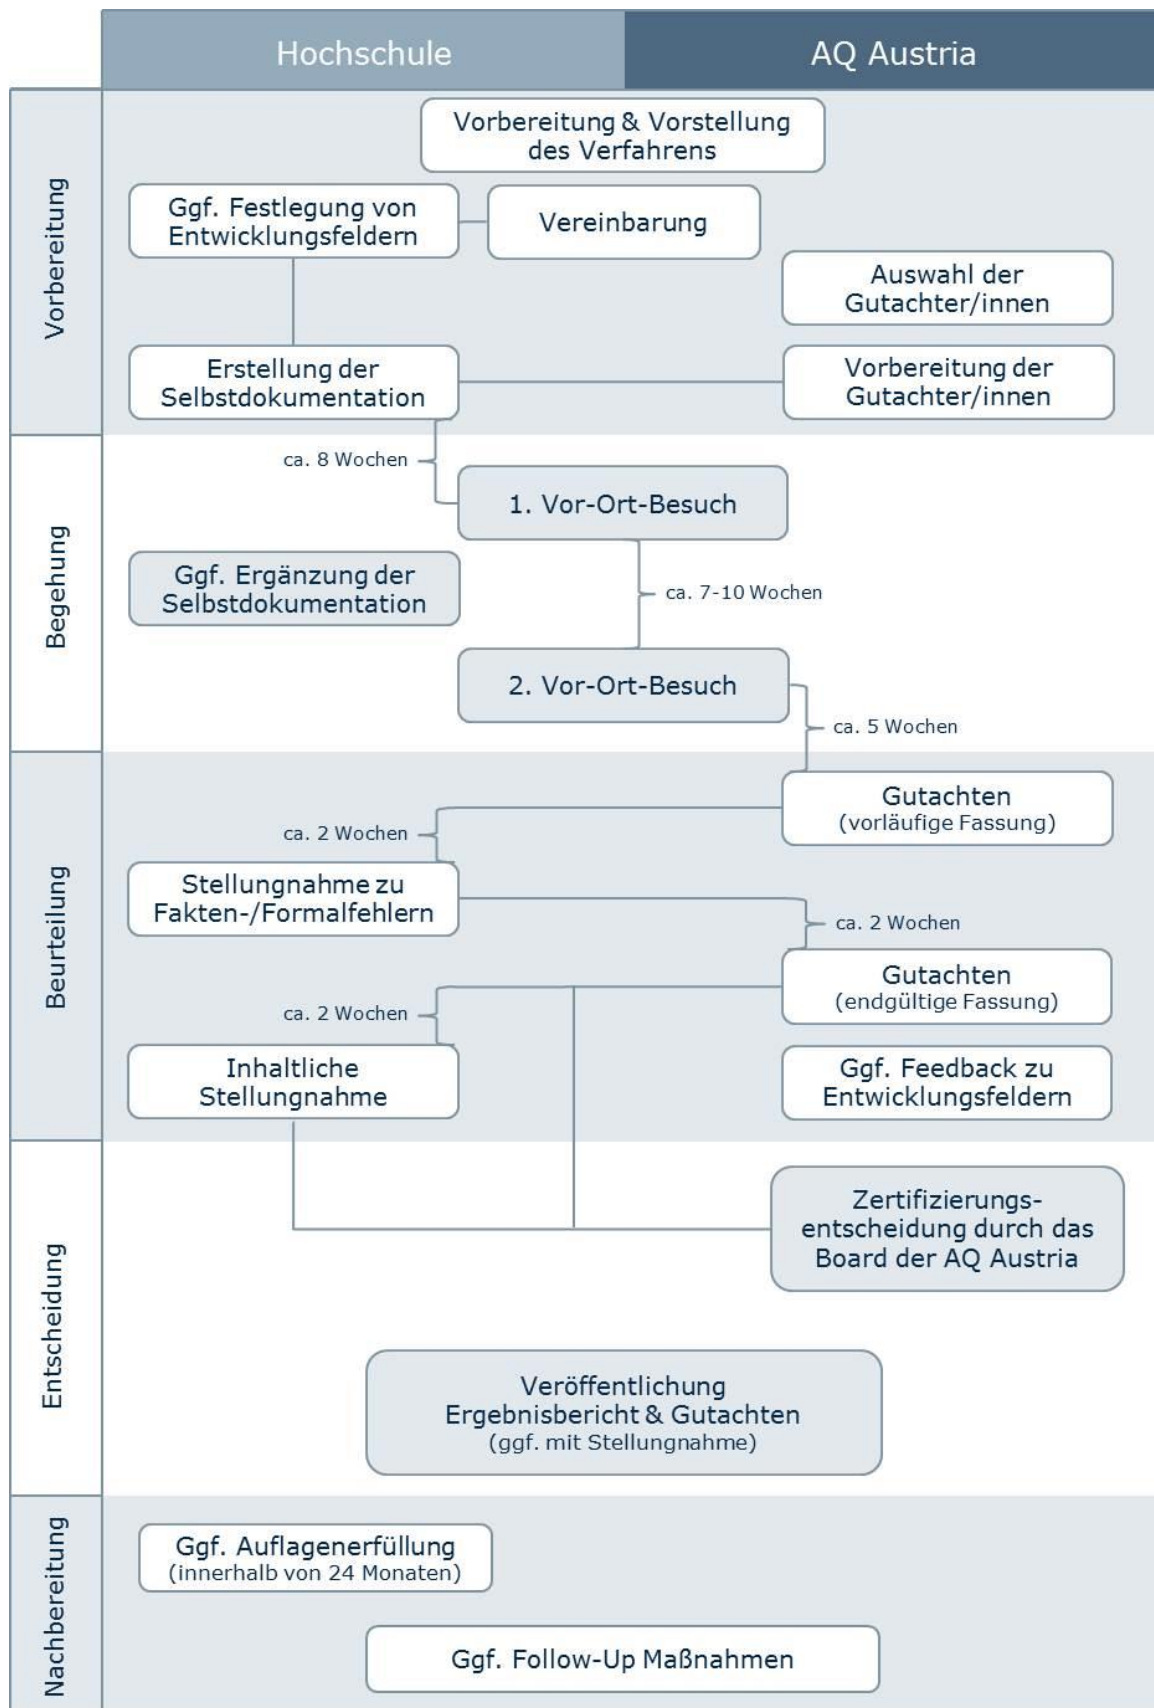 Hochschule
AQ Austria
Vorbereitung
Vorbereitung & Vorstellung
des Verfahrens
Ggf. Festlegung von
Entwicklungsfeldern
Vereinbarung
Auswahl der
Gutachter/innen
Erstellung der
Selbstdokumentation
Vorbereitung der
Gutachter/innen
Begehung
ca. 8 Wochen
1. Vor-Ort-Besuch
Ggf. Ergänzung der
Selbstdokumentation
ca. 7-10 Wochen
2. Vor-Ort-Besuch
ca. 5 Wochen
Beurteilung
Gutachten
(vorläufige Fassung)
ca. 2 Wochen
Stellungnahme zu
Fakten-/Formalfehlern
ca. 2 Wochen
Gutachten
(endgültige Fassung)
ca. 2 Wochen
Inhaltliche
Stellungnahme
Ggf. Feedback zu
Entwicklungsfeldern
Entscheidung
Zertifizierungs-
entscheidung durch das
Board der AQ Austria
Veröffentlichung
Ergebnisbericht & Gutachten
(ggf. mit Stellungnahme)
Nachbereitung
Ggf. Auflagenerfüllung
(innerhalb von 24 Monaten)
Ggf. Follow-Up Maßnahmen